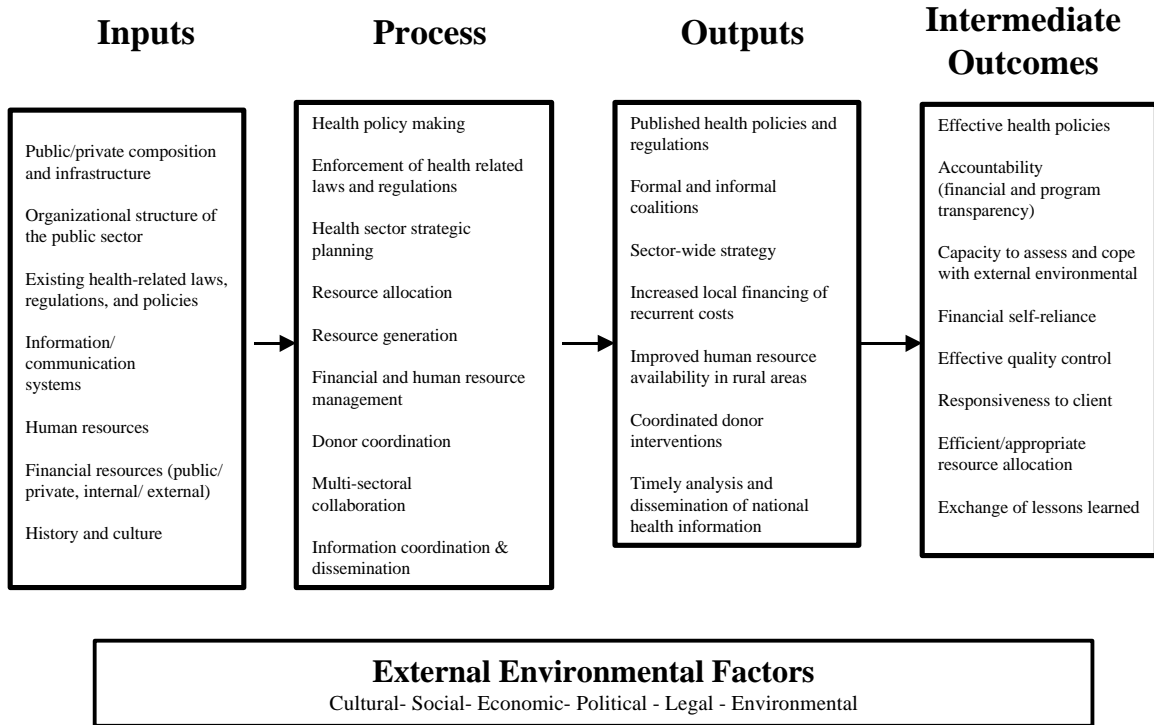 Inputs
Process
Outputs
Intermediate
Outcomes
Public/private composition
and infrastructure
Organizational structure of
the public sector
Existing health-related laws,
regulations, and policies
Information/
communication
systems
Human resources
Financial resources (public/
private, internal/ external)
History and culture
Health policy making
Enforcement of health related
laws and regulations
Health sector strategic
planning
Resource allocation
Resource generation
Financial and human resource
management
Donor coordination
Multi-sectoral
collaboration
Information coordination &
dissemination
Published health policies and
regulations
Formal and informal
coalitions
Sector-wide strategy
Increased local financing of
recurrent costs
Improved human resource
availability in rural areas
Coordinated donor
interventions
Timely analysis and
dissemination of national
health information
Effective health policies
Accountability
(financial and program
transparency)
Capacity to assess and cope
with external environmental
Financial self-reliance
Effective quality control
Responsiveness to client
Efficient/appropriate
resource allocation
Exchange of lessons learned
External Environmental Factors
Cultural- Social- Economic- Political - Legal - Environmental